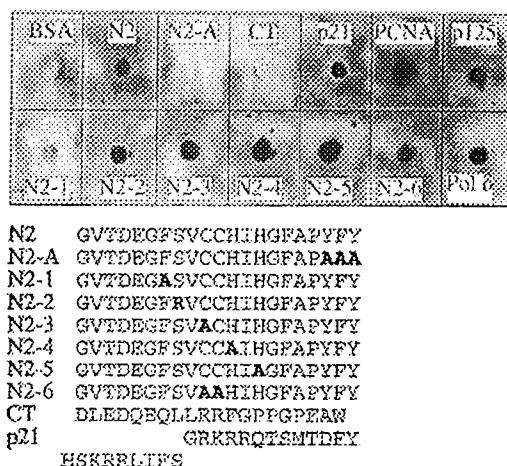 BSA N2 N2-A CT p21 PCNA p125
N2-1 N2-2 N2-3 N2-4 N2-5 N2-6 Pol δ
N2 GVTDEGFSVCCHIHGFAPYFY
N2-A GVTDEGFSVCCHIHGFAPAAA
N2-1 GVTDEGASVCCHIHGFAPYFY
N2-2 GVTDEGFRVCCHIHGFAPYFY
N2-3 GVTDEGFSVACHIHGFAPYFY
N2-4 GVTDEGFSVCCAIHGFAPYFY
N2-5 GVTDEGFSVCCHIAGFAPYFY
N2-6 GVTDEGFSVAAHIHGFAPYFY
CT DLEDQEQLLRRFGPPGPEAW
p21 GRKRRQTSMTDFY
HSKRRLIFS